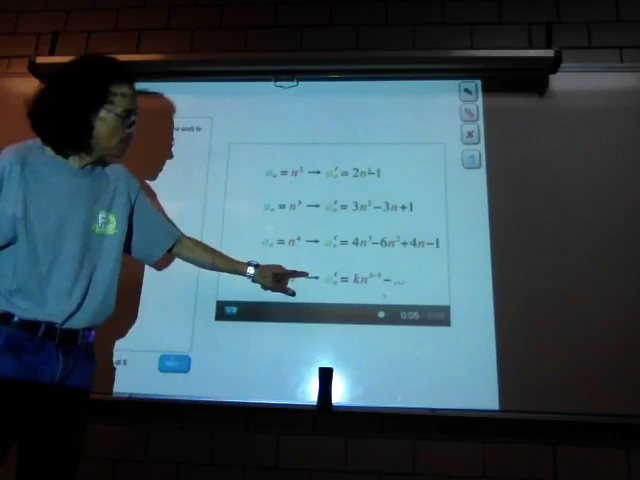 aₙ = n² → a'ₙ = 2n-1
aₙ = n³ → a'ₙ = 3n²-3n+1
aₙ = n⁴ → a'ₙ = 4n³-6n²+4n-1
→ a'ₙ = knᵏ⁻¹- ...
0:09